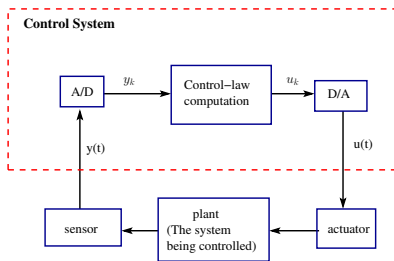 Control System
A/D
y_k
Control-law
computation
u_k
D/A
y(t)
u(t)
sensor
plant
(The system
being controlled)
actuator